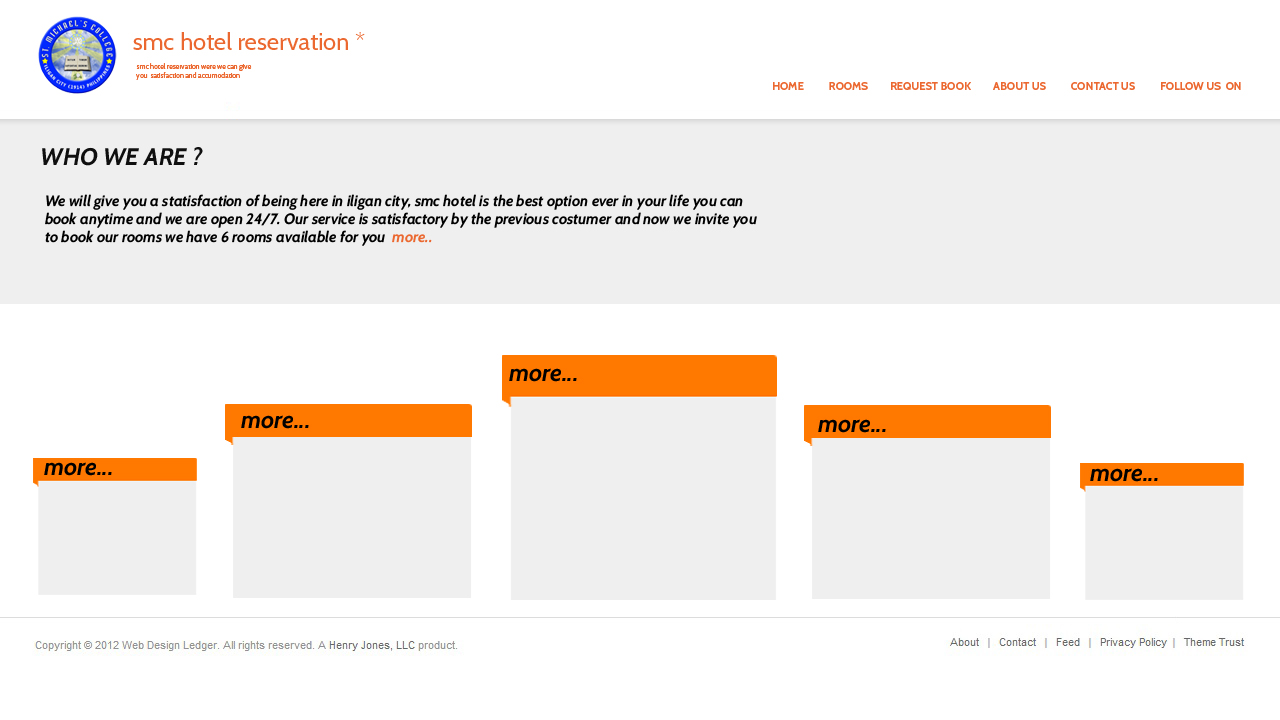 ST. MICHAEL'S COLLEGE
ILIGAN CITY
PHILIPPINES
smc hotel reservation *
smc hotel reservation were we can give
you satisfaction and accumodation
HOME ROOMS REQUEST BOOK ABOUT US CONTACT US FOLLOW US ON
WHO WE ARE ?
We will give you a statisfaction of being here in iligan city, smc hotel is the best option ever in your life you can
book anytime and we are open 24/7. Our service is satisfactory by the previous costumer and now we invite you
to book our rooms we have 6 rooms available for you more..
more...
more...
more...
more...
more...
Copyright © 2012 Web Design Ledger. All rights reserved. A Henry Jones, LLC product.
About | Contact | Feed | Privacy Policy | Theme Trust